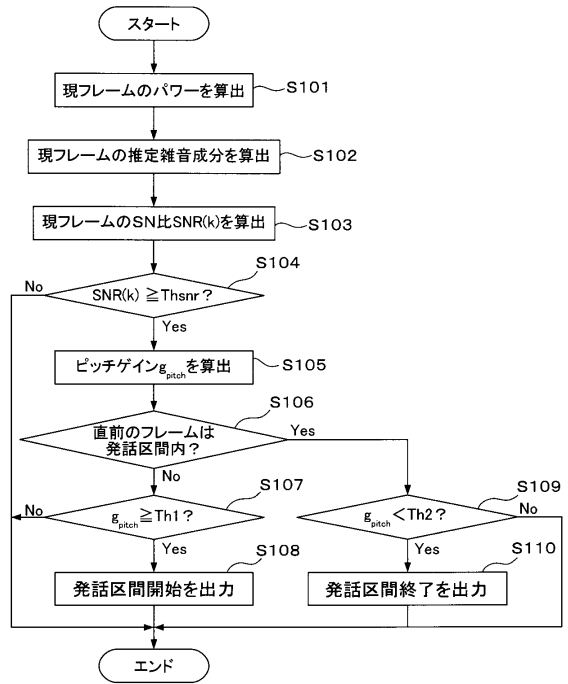 スタート
現フレームのパワーを算出
S101
現フレームの推定雑音成分を算出
S102
現フレームのSN比SNR(k)を算出
S103
S104
No
SNR(k) ≧Thsnr？
Yes
ピッチゲインgpitchを算出
S105
S106
直前のフレームは
発話区間内？
Yes
No
S107
S109
No
gpitch≧Th1？
gpitch＜Th2？
No
Yes
Yes
S108
S110
発話区間開始を出力
発話区間終了を出力
エンド